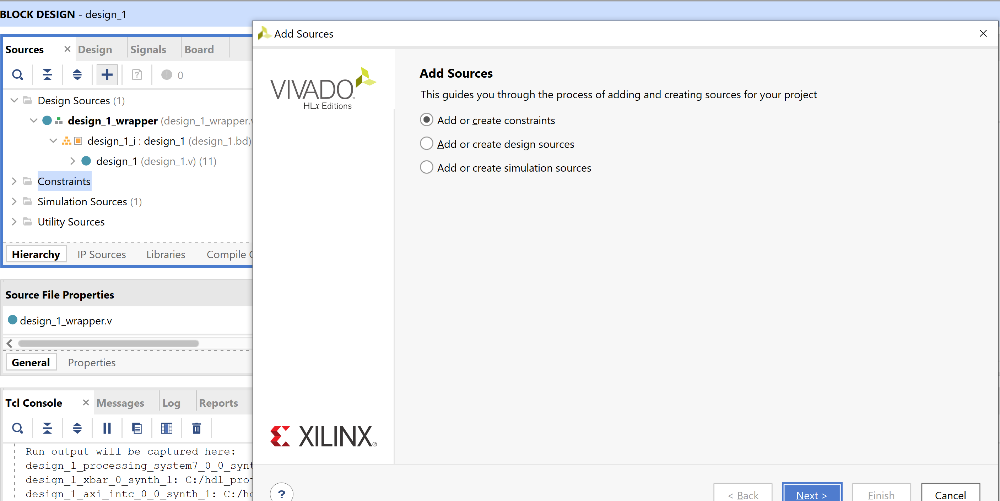 BLOCK DESIGN - design_1
Add Sources
Sources
Design
Signals
Board
0
Design Sources (1)
design_1_wrapper (design_1_wrapper.v
design_1_i : design_1 (design_1.bd)
design_1 (design_1.v) (11)
Constraints
Simulation Sources (1)
Utility Sources
Hierarchy
IP Sources
Libraries
Compile
Source File Properties
design_1_wrapper.v
General
Properties
Tcl Console
Messages
Log
Reports
Run output will be captured here:
design_1_processing_system7_0_0_synt
design_1_xbar_0_synth_1: C:/hdl_pro
design_1_axi_intc_0_0_synth_1: C:/h
VIVADO®
HLx Editions
XILINX®
Add Sources
This guides you through the process of adding and creating sources for your project
Add or create constraints
Add or create design sources
Add or create simulation sources
?
< Back
Next >
Finish
Cancel